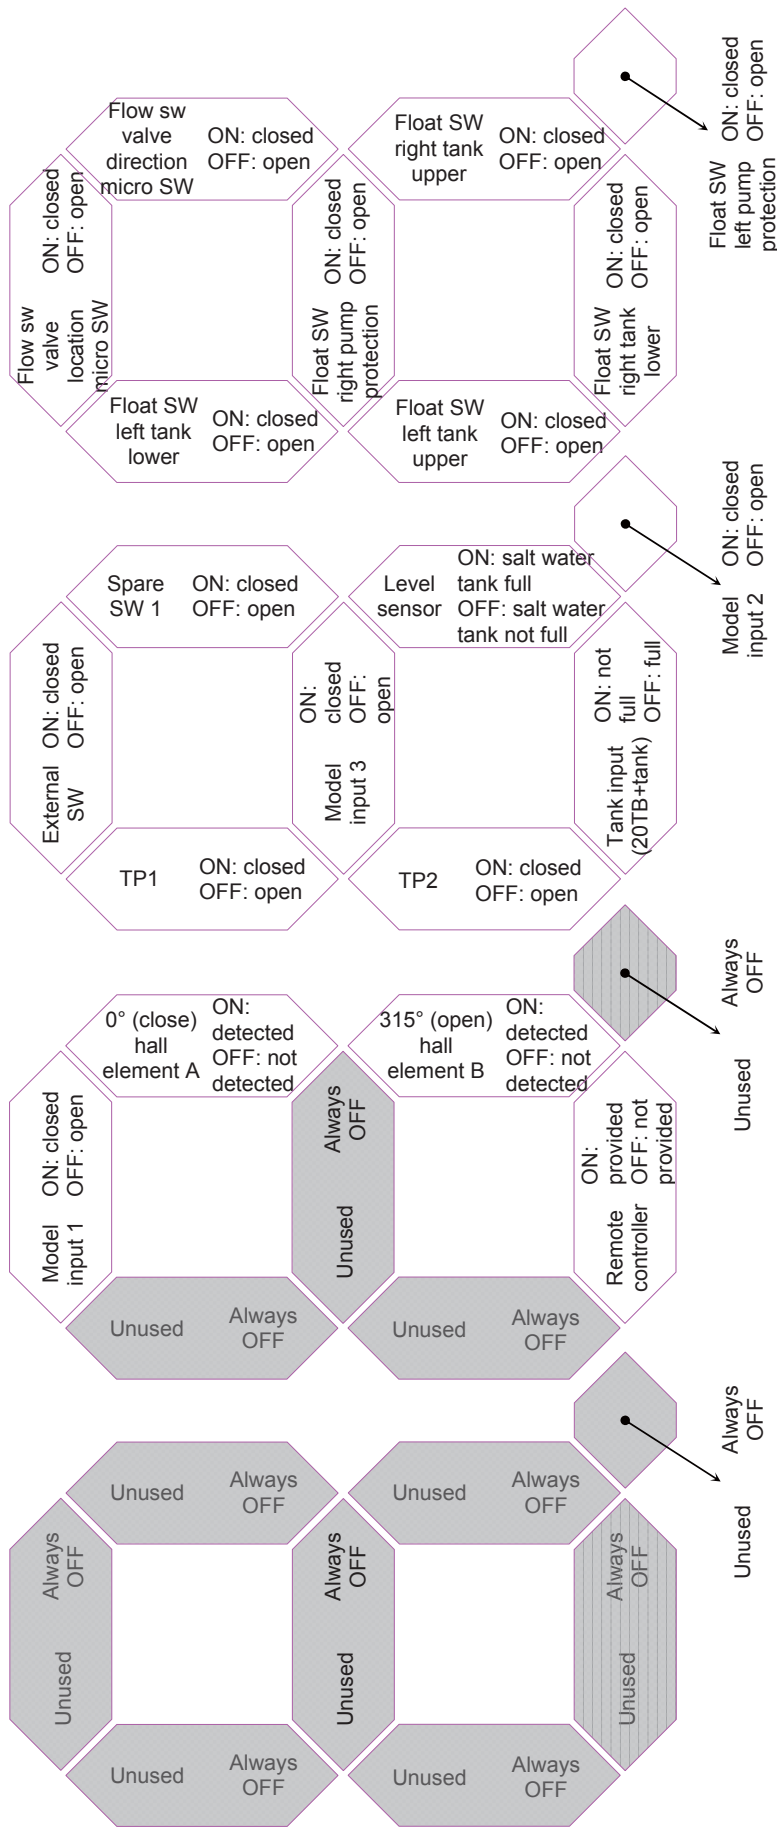 Flow sw
valve
direction
micro SW
ON: closed
OFF: open
Float SW
right tank
upper
ON: closed
OFF: open
Flow sw
valve
location
micro SW
ON: closed
OFF: open
Float SW
right pump
protection
ON: closed
OFF: open
Float SW
right tank
lower
ON: closed
OFF: open
Float SW
left pump
protection
ON: closed
OFF: open
Float SW
left tank
lower
ON: closed
OFF: open
Float SW
left tank
upper
ON: closed
OFF: open
Spare
SW 1
ON: closed
OFF: open
Level
sensor
ON: salt water
tank full
OFF: salt water
tank not full
External
SW
ON: closed
OFF: open
Model
input 3
ON:
closed
OFF:
open
Tank input
(20TB+tank)
ON: not
full
OFF: full
Model
input 2
ON: closed
OFF: open
TP1
ON: closed
OFF: open
TP2
ON: closed
OFF: open
0° (close)
hall
element A
ON:
detected
OFF: not
detected
315° (open)
hall
element B
ON:
detected
OFF: not
detected
Model
input 1
ON: closed
OFF: open
Unused
Always
OFF
Remote
controller
ON:
provided
OFF: not
provided
Unused
Always
OFF
Unused
Always
OFF
Unused
Always
OFF
Unused
Always
OFF
Unused
Always
OFF
Unused
Always
OFF
Unused
Always
OFF
Unused
Always
OFF
Unused
Always
OFF
Unused
Always
OFF
Unused
Always
OFF